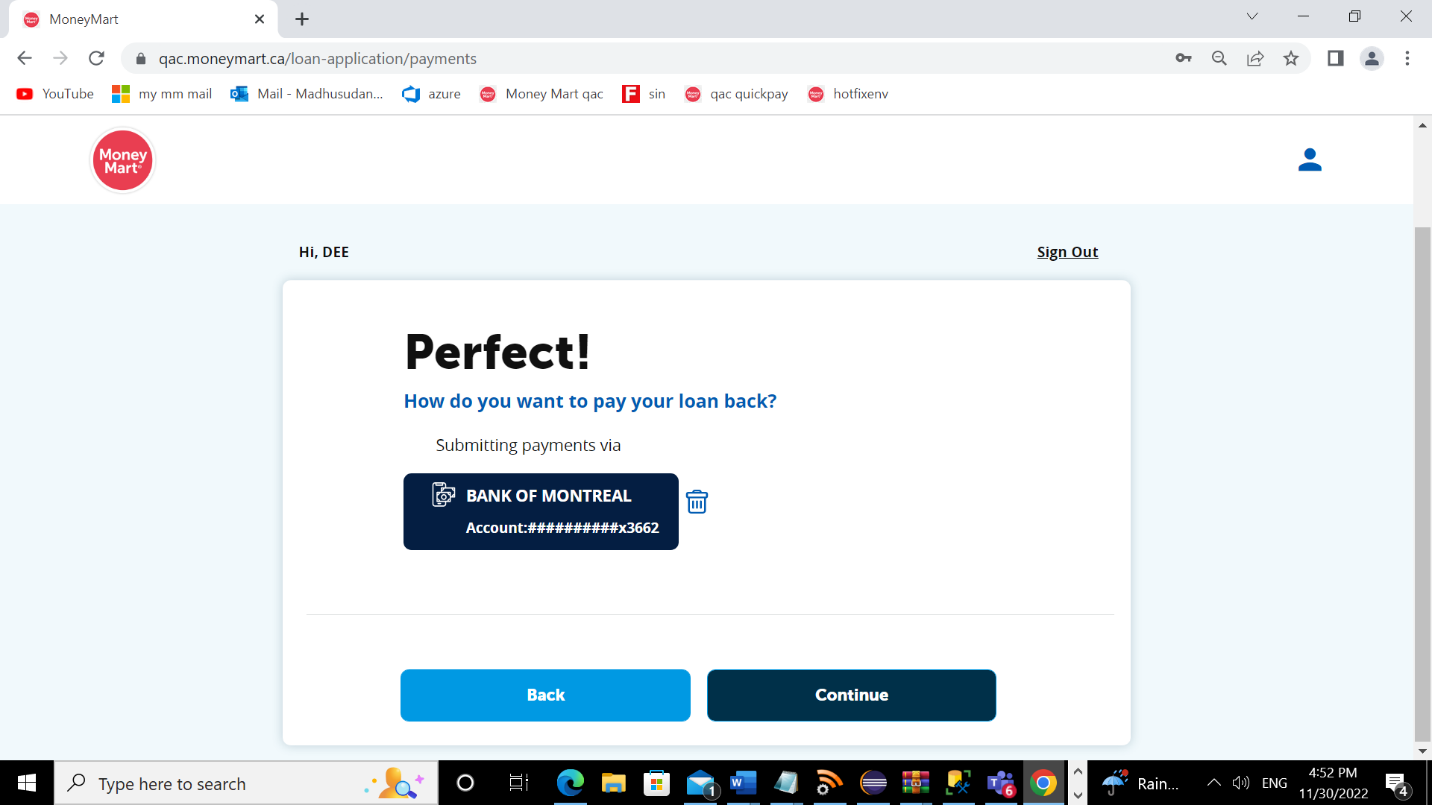 MoneyMart
qac.moneymart.ca/loan-application/payments
YouTube
my mm mail
Mail - Madhusudan...
azure
Money Mart qac
sin
qac quickpay
hotfixenv
Money
Mart
Hi, DEE
Sign Out
Perfect!
How do you want to pay your loan back?
Submitting payments via
BANK OF MONTREAL
Account:##########x3662
Back
Continue
Type here to search
1
W
6
Rain...
ENG
4:52 PM
11/30/2022
4